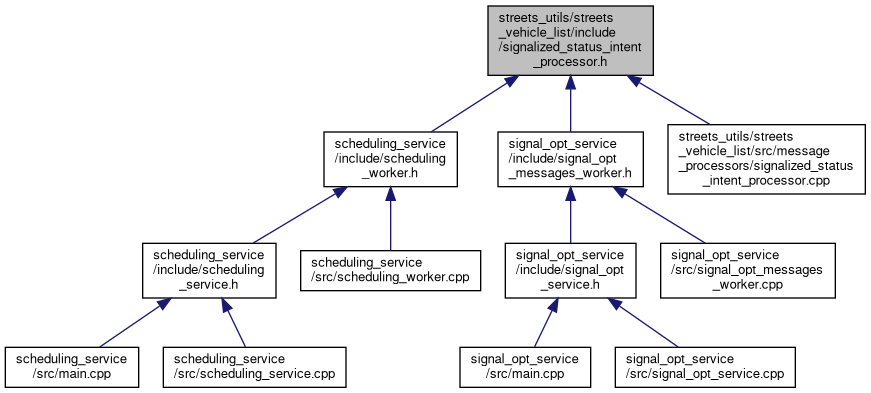 streets_utils/streets
_vehicle_list/include
/signalized_status_intent
_processor.h
scheduling_service
/include/scheduling
_worker.h
signal_opt_service
/include/signal_opt
_messages_worker.h
streets_utils/streets
_vehicle_list/src/message
_processors/signalized_status
_intent_processor.cpp
scheduling_service
/include/scheduling
_service.h
scheduling_service
/src/scheduling_worker.cpp
signal_opt_service
/include/signal_opt
_service.h
signal_opt_service
/src/signal_opt_messages
_worker.cpp
scheduling_service
/src/main.cpp
scheduling_service
/src/scheduling_service.cpp
signal_opt_service
/src/main.cpp
signal_opt_service
/src/signal_opt_service.cpp